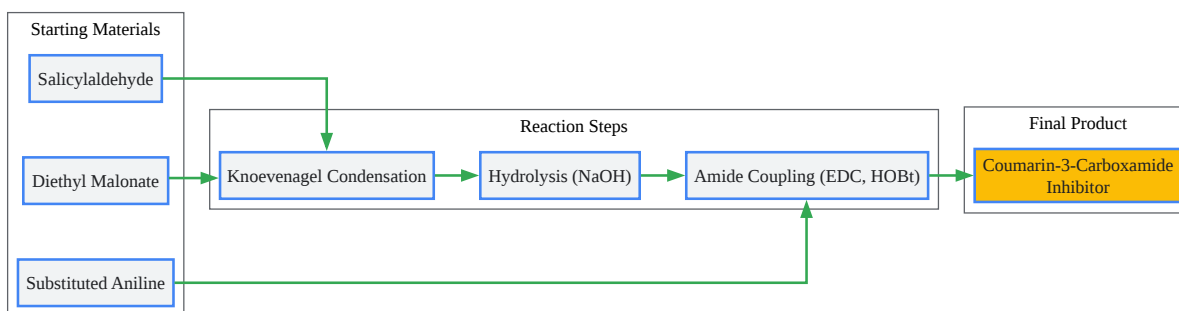 Starting Materials
Salicylaldehyde
Diethyl Malonate
Substituted Aniline
Reaction Steps
Knoevenagel Condensation
Hydrolysis (NaOH)
Amide Coupling (EDC, HOBt)
Final Product
Coumarin-3-Carboxamide
Inhibitor